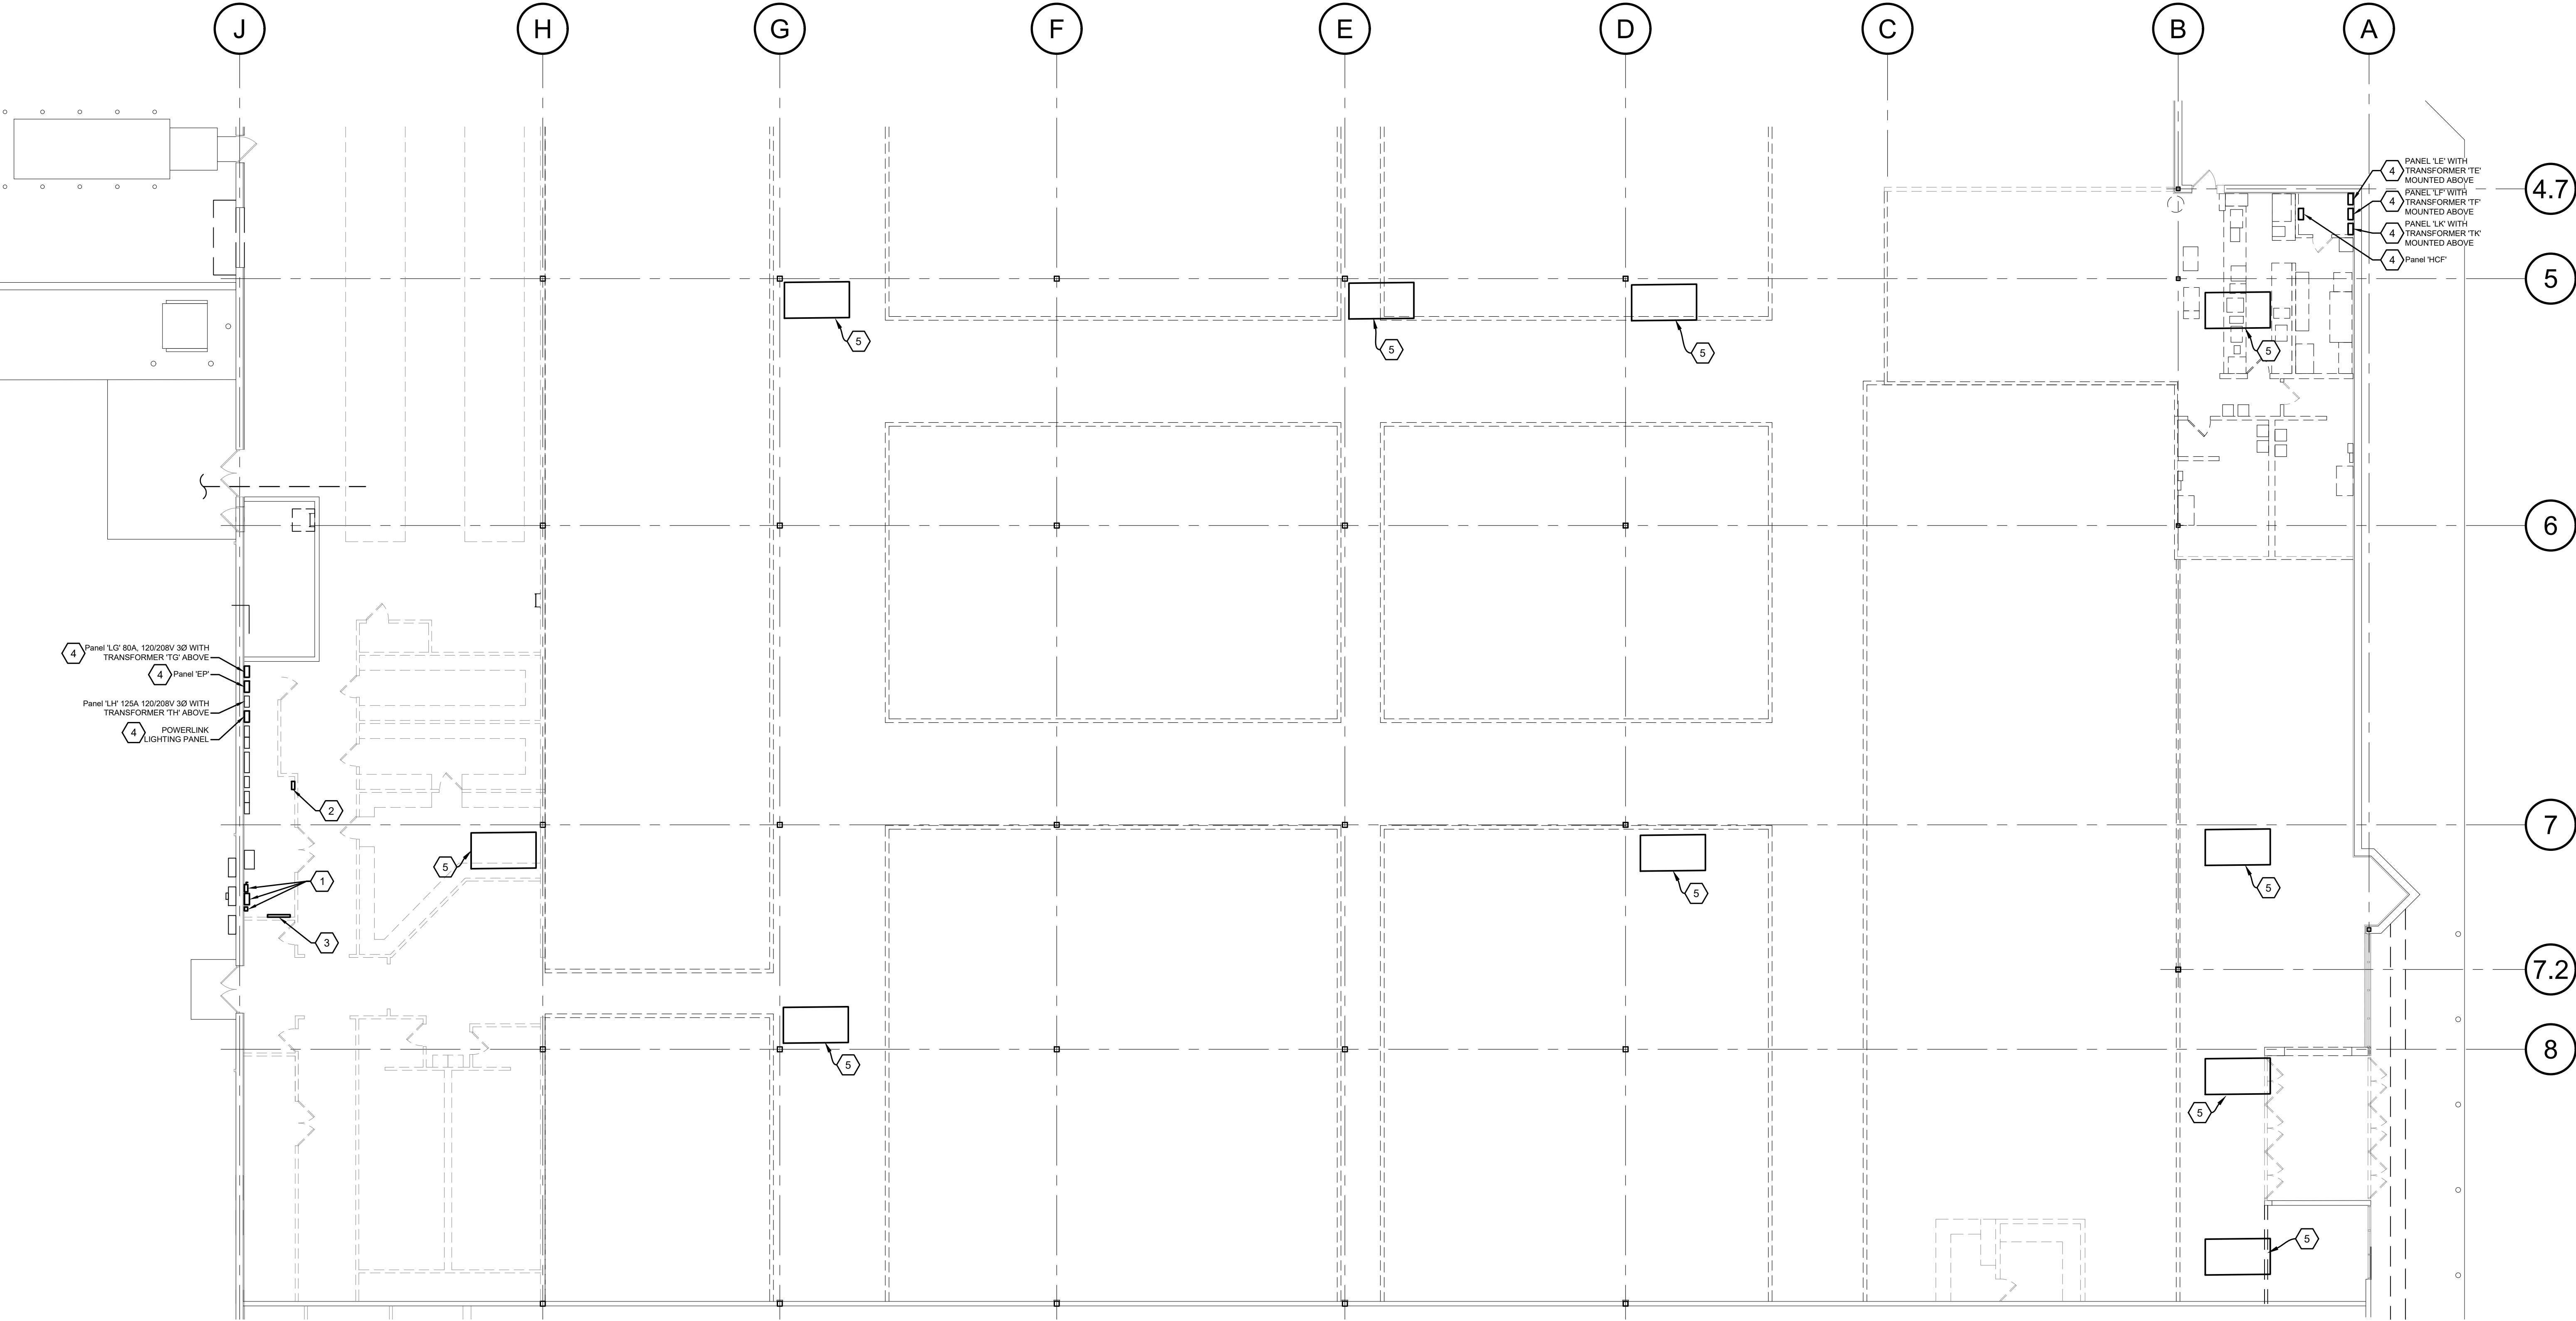 J
H
G
F
E
D
C
B
A
4.7
5
6
7
7.2
8
4
PANEL 'LE' WITH
TRANSFORMER 'TE'
MOUNTED ABOVE
4
PANEL 'LF' WITH
TRANSFORMER 'TF'
MOUNTED ABOVE
4
PANEL 'LK' WITH
TRANSFORMER 'TK'
MOUNTED ABOVE
4
Panel 'HCF'
5
5
5
5
4
Panel 'LG' 80A, 120/208V 3Ø WITH
TRANSFORMER 'TG' ABOVE
4
Panel 'EP'
Panel 'LH' 125A 120/208V 3Ø WITH
TRANSFORMER 'TH' ABOVE
4
POWERLINK
LIGHTING PANEL
2
5
1
5
5
3
5
5
5